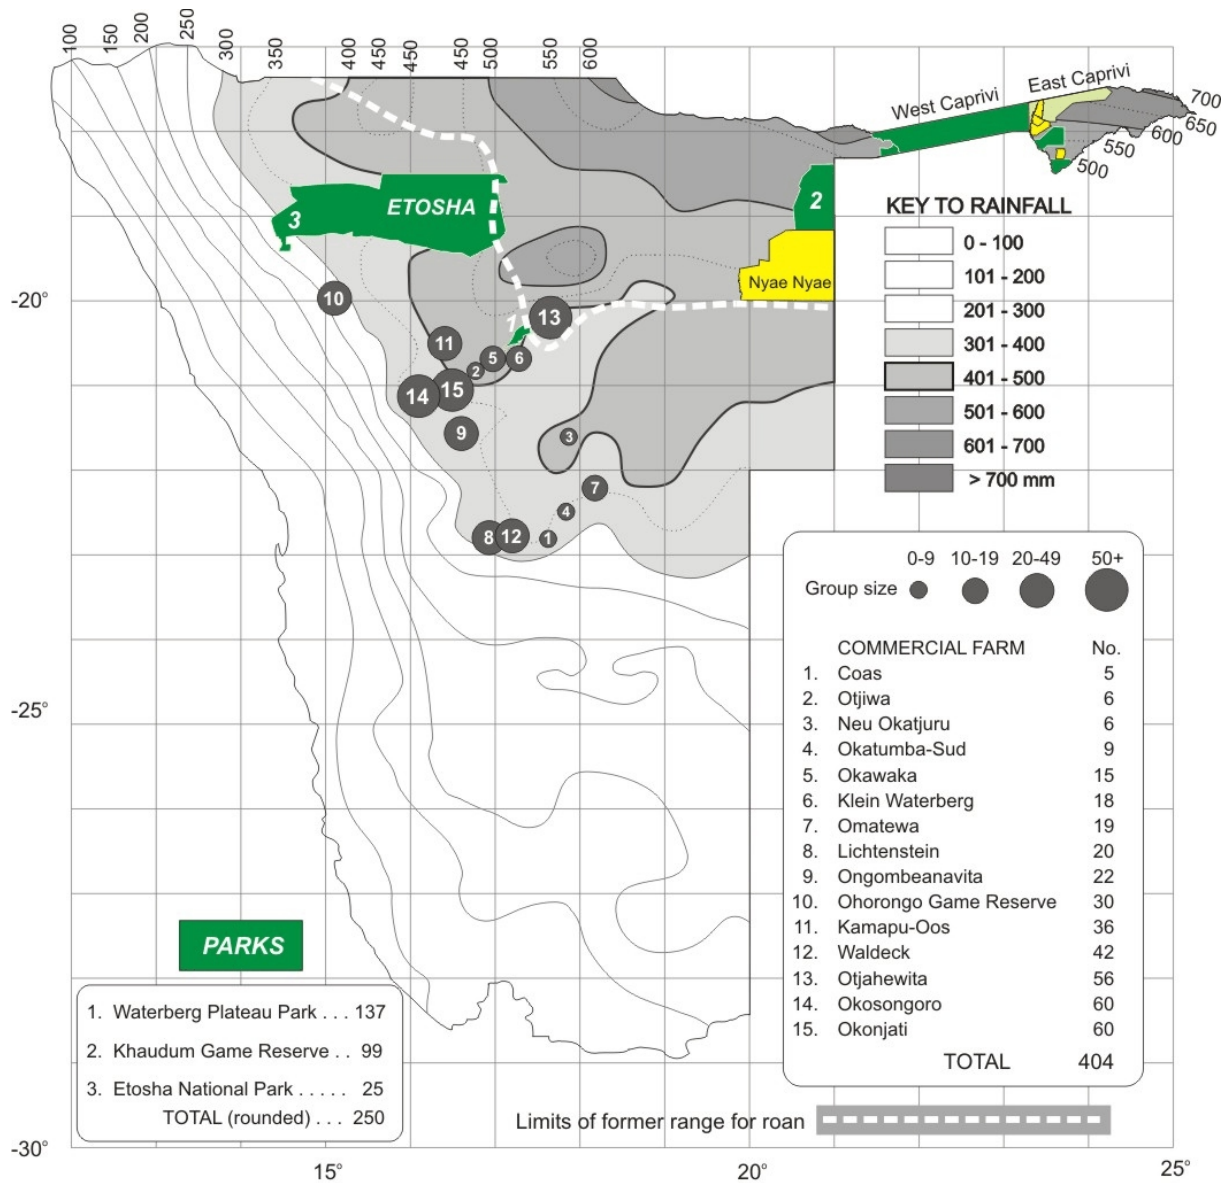 100
150
200
250
300
350
400
450
450
450
500
550
600
East Caprivi
West Caprivi
700
650
600
550
500
ETOSHA
3
2
Nyae Nyae
1
KEY TO RAINFALL
0 - 100
101 - 200
201 - 300
301 - 400
401 - 500
501 - 600
601 - 700
> 700 mm
-20°
10
13
11
5
6
2
14
15
9
3
7
4
8
12
1
0-9 10-19 20-49 50+
Group size
COMMERCIAL FARM No.
1. Coas 5
2. Otjiwa 6
3. Neu Okatjuru 6
4. Okatumba-Sud 9
5. Okawaka 15
6. Klein Waterberg 18
7. Omatewa 19
8. Lichtenstein 20
9. Ongombeanavita 22
10. Ohorongo Game Reserve 30
11. Kamapu-Oos 36
12. Waldeck 42
13. Otjahewita 56
14. Okosongoro 60
15. Okonjati 60
TOTAL 404
-25°
PARKS
1. Waterberg Plateau Park . . . 137
2. Khaudum Game Reserve . . 99
3. Etosha National Park . . . . . 25
TOTAL (rounded) . . . 250
Limits of former range for roan
-30°
15°
20°
25°